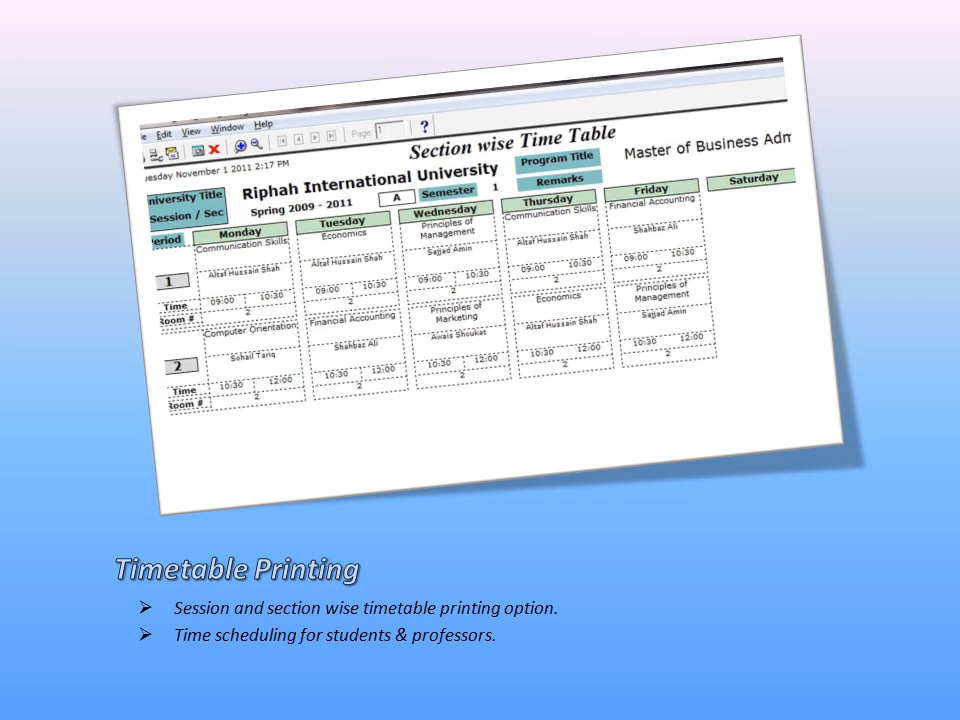 Edit View Window Help
Page: 1 ?
November 1 2011 2:17 PM
Section wise Time Table
University Title Riphah International University Program Title Master of Business Adm
Session / Sec Spring 2009 - 2011 A Semester 1 Remarks
Period Monday Tuesday Wednesday Thursday Friday Saturday
1
Communication Skills Economics Principles of Management Communication Skills Financial Accounting
Altaf Hussain Shah Altaf Hussain Shah Sajjad Amin Altaf Hussain Shah Shahbaz Ali
Time 09:00 10:30 09:00 10:30 09:00 10:30 09:00 10:30 09:00 10:30
Room # 2 2 2 2 2
2
Computer Orientation Financial Accounting Principles of Marketing Economics Principles of Management
Sohail Tariq Shahbaz Ali Awais Shoukat Altaf Hussain Shah Sajjad Amin
Time 10:30 12:00 10:30 12:00 10:30 12:00 10:30 12:00 10:30 12:00
Room # 2 2 2 2 2
Timetable Printing
Session and section wise timetable printing option.
Time scheduling for students & professors.